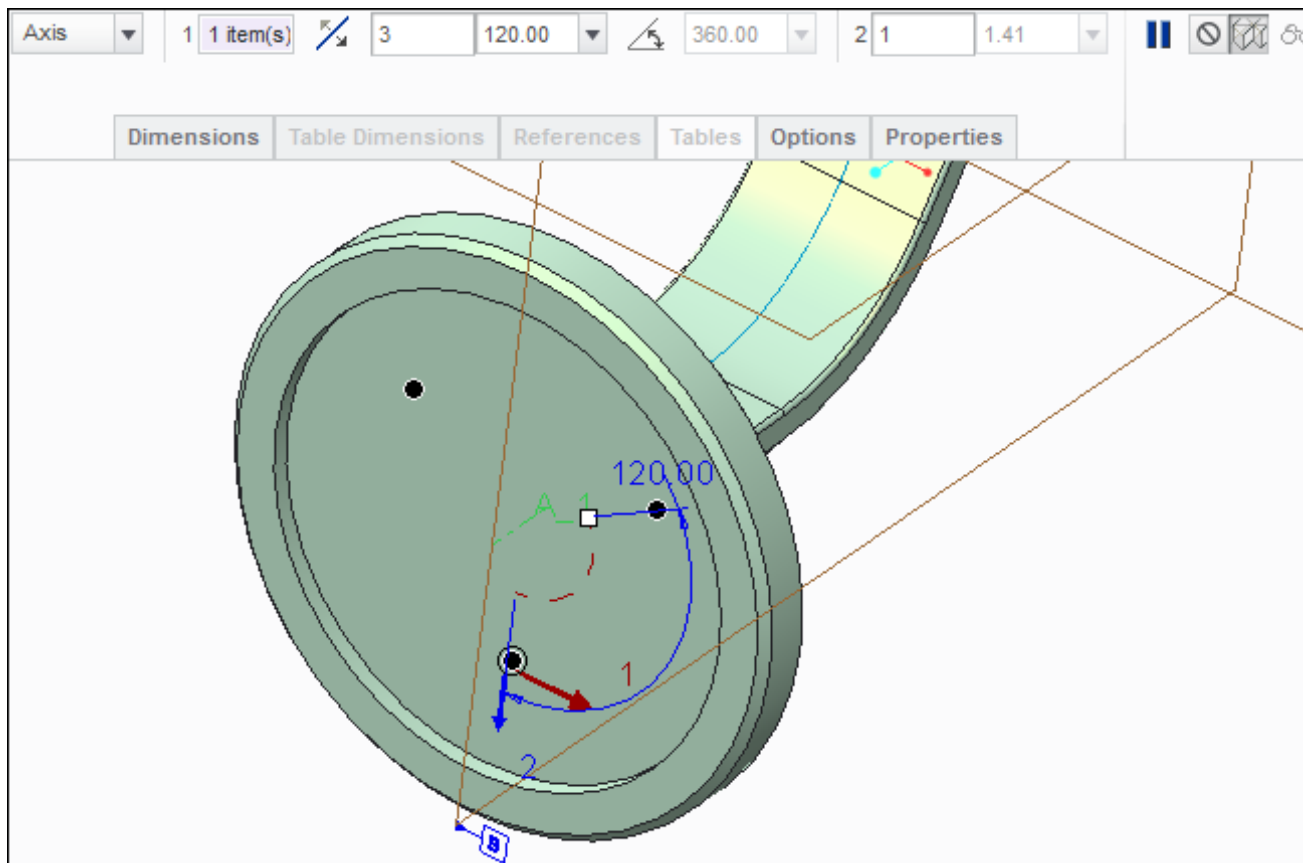 Axis 1 1 item(s) 3 120.00 360.00 2 1 1.41
Dimensions Table Dimensions References Tables Options Properties
120.00
A_1
1
2
B